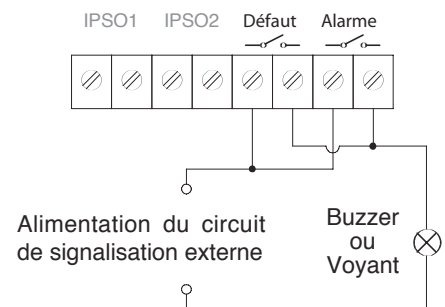 IPSO1 IPSO2 Défaut Alarme
Alimentation du circuit
de signalisation externe
Buzzer
ou
Voyant